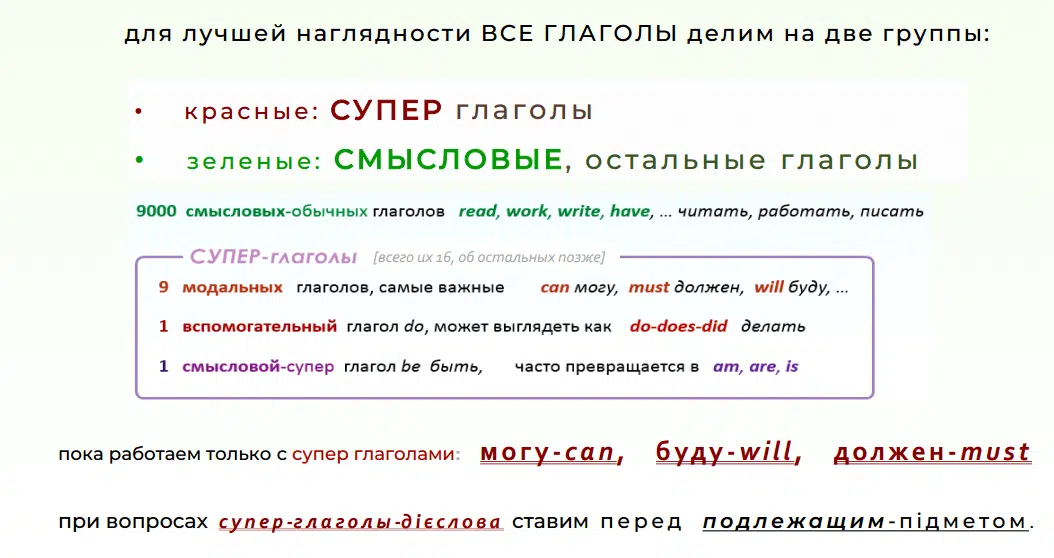 для лучшей наглядности ВСЕ ГЛАГОЛЫ делим на две группы:
• красные: СУПЕР глаголы
• зеленые: СМЫСЛОВЫЕ, остальные глаголы
9000 смысловых-обычных глаголов read, work, write, have, ... читать, работать, писать
СУПЕР-глаголы [всего их 16, об остальных позже]
9 модальных глаголов, самые важные can могу, must должен, will буду, ...
1 вспомогательный глагол do, может выглядеть как do-does-did делать
1 смысловой-супер глагол be быть, часто превращается в am, are, is
пока работаем только с супер глаголами: могу-can, буду-will, должен-must
при вопросах супер-глаголы-дієслова ставим перед подлежащим-підметом.